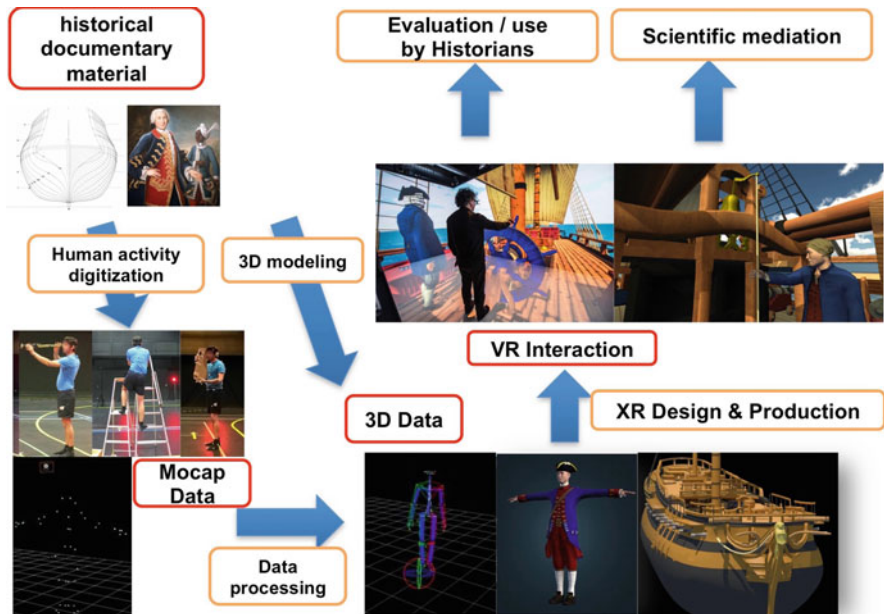 historical
documentary
material
Evaluation / use
by Historians
Scientific mediation
Human activity
digitization
3D modeling
VR Interaction
3D Data
XR Design & Production
Mocap
Data
Data
processing